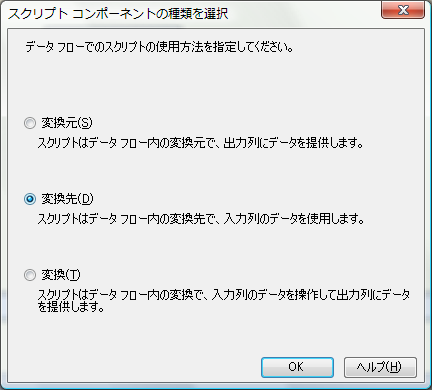 スクリプト コンポーネントの種類を選択
データ フローでのスクリプトの使用方法を指定してください。
変換元(S)
スクリプトはデータ フロー内の変換元で、出力列にデータを提供します。
変換先(D)
スクリプトはデータ フロー内の変換先で、入力列のデータを使用します。
変換(T)
スクリプトはデータ フロー内の変換で、入力列のデータを操作して出力列にデータ
を提供します。
OK
ヘルプ(H)